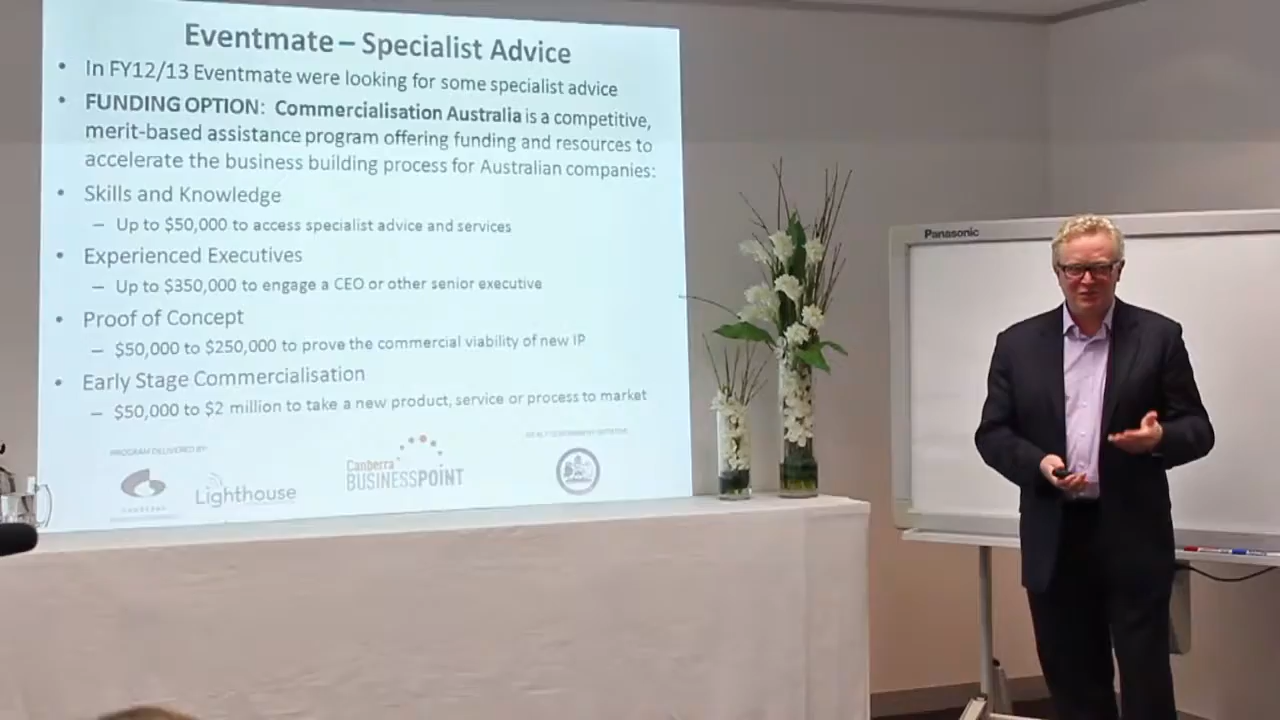 Eventmate – Specialist Advice
• In FY12/13 Eventmate were looking for some specialist advice
• FUNDING OPTION: Commercialisation Australia is a competitive,
merit-based assistance program offering funding and resources to
accelerate the business building process for Australian companies:
• Skills and Knowledge
– Up to $50,000 to access specialist advice and services
• Experienced Executives
– Up to $350,000 to engage a CEO or other senior executive
• Proof of Concept
– $50,000 to $250,000 to prove the commercial viability of new IP
• Early Stage Commercialisation
– $50,000 to $2 million to take a new product, service or process to market
PROGRAM DELIVERED BY:
Lighthouse
Canberra
BUSINESSPOINT
Panasonic